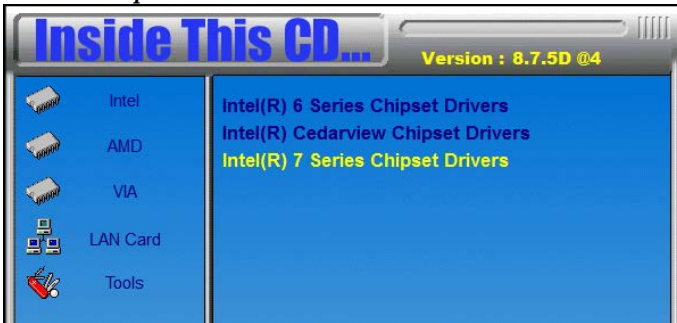 Inside This CD...
Version : 8.7.5D @4
Intel
AMD
VIA
LAN Card
Tools
Intel(R) 6 Series Chipset Drivers
Intel(R) Cedarview Chipset Drivers
Intel(R) 7 Series Chipset Drivers